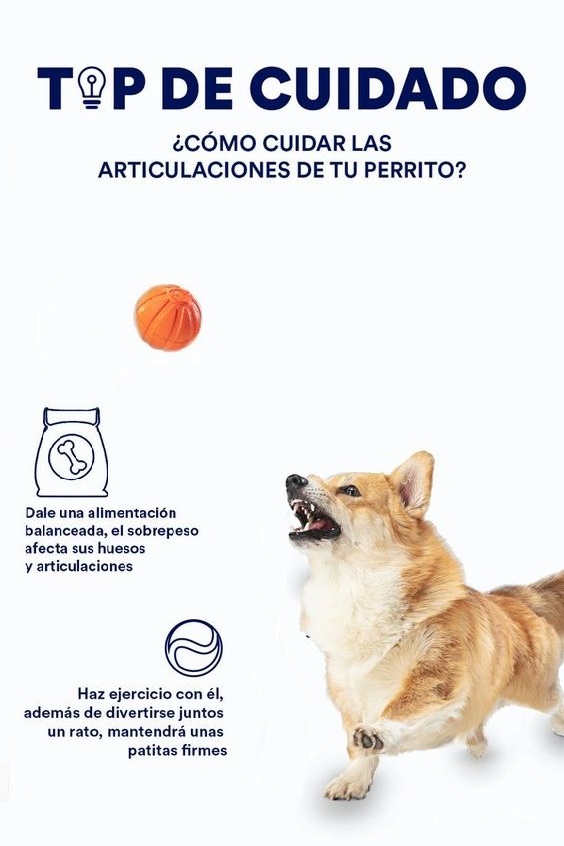 TOP DE CUIDADO
¿CÓMO CUIDAR LAS
ARTICULACIONES DE TU PERRITO?
Dale una alimentación
balanceada, el sobrepeso
afecta sus huesos
y articulaciones
Haz ejercicio con él,
además de divertirse juntos
un rato, mantendrá unas
patitas firmes